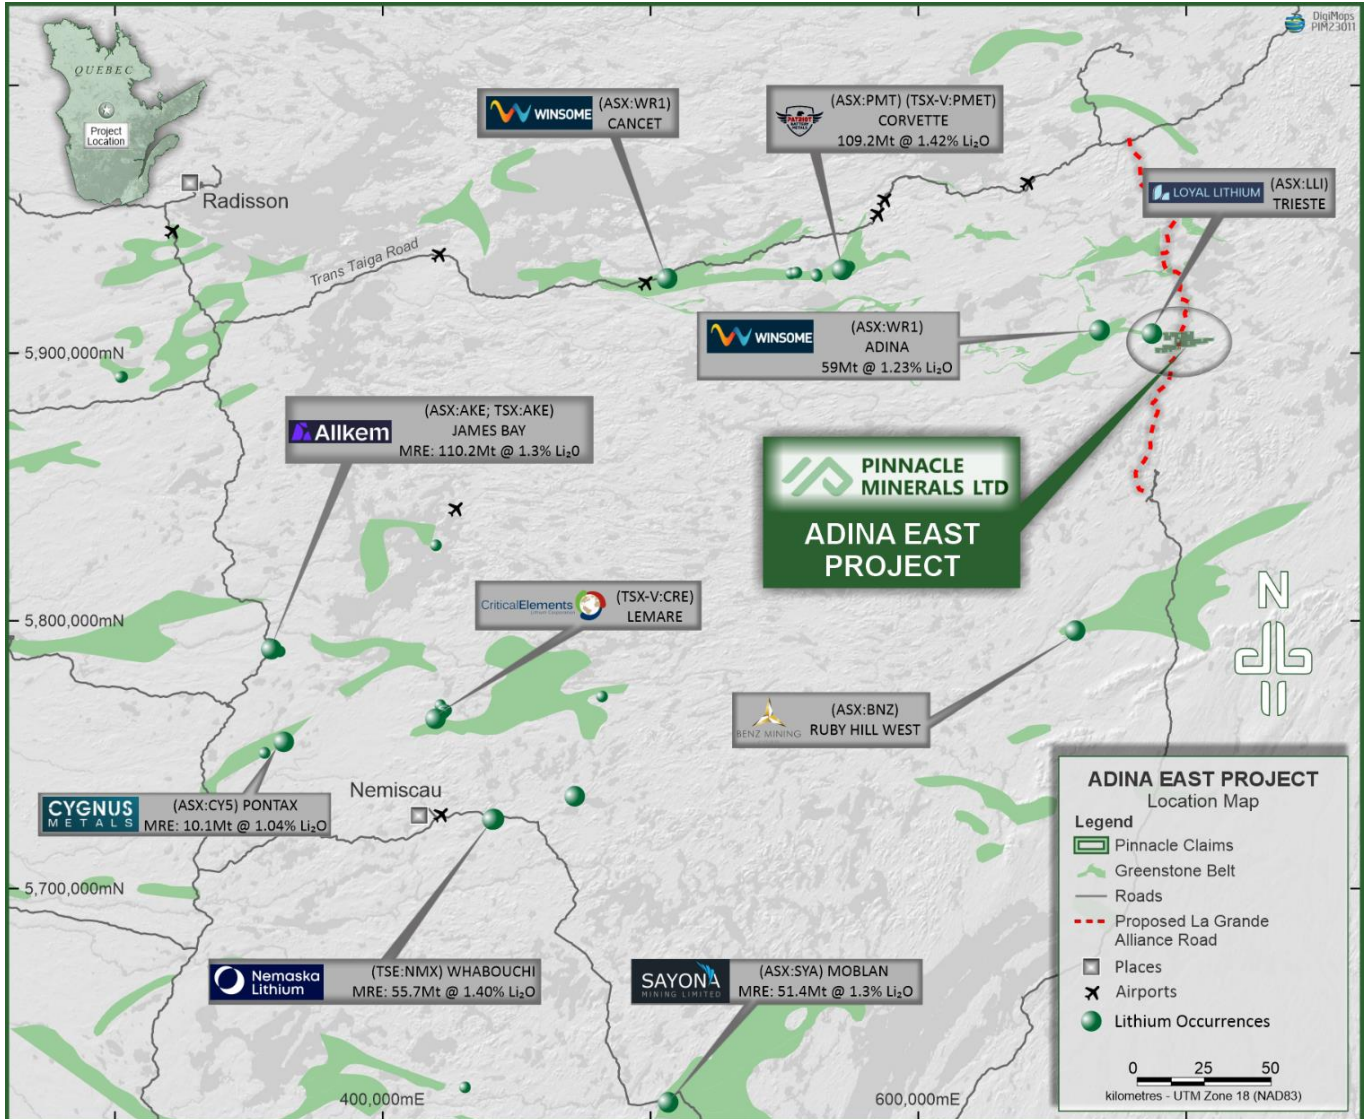 DigiMaps
PIM23011
QUEBEC
Project
Location
Radisson
Trans Taiga Road
WINSOME
(ASX:WR1)
CANCET
PATRIOT
BATTERY METALS
(ASX:PMT) (TSX-V:PMET)
CORVETTE
109.2Mt @ 1.42% Li₂O
LOYAL LITHIUM
(ASX:LLI)
TRIESTE
WINSOME
(ASX:WR1)
ADINA
59Mt @ 1.23% Li₂O
5,900,000mN
Allkem
(ASX:AKE; TSX:AKE)
JAMES BAY
MRE: 110.2Mt @ 1.3% Li₂O
PINNACLE
MINERALS LTD
ADINA EAST
PROJECT
5,800,000mN
CriticalElements
Lithium Corporation
(TSX-V:CRE)
LEMARE
N
BENZ MINING
(ASX:BNZ)
RUBY HILL WEST
CYGNUS
METALS
(ASX:CY5) PONTAX
MRE: 10.1Mt @ 1.04% Li₂O
Nemiscau
5,700,000mN
Nemaska
Lithium
(TSE:NMX) WHABOUCHI
MRE: 55.7Mt @ 1.40% Li₂O
SAYONA
MINING LIMITED
(ASX:SYA) MOBLAN
MRE: 51.4Mt @ 1.3% Li₂O
400,000mE
600,000mE
ADINA EAST PROJECT
Location Map
Legend
Pinnacle Claims
Greenstone Belt
Roads
Proposed La Grande
Alliance Road
Places
Airports
Lithium Occurrences
0 25 50
kilometres - UTM Zone 18 (NAD83)